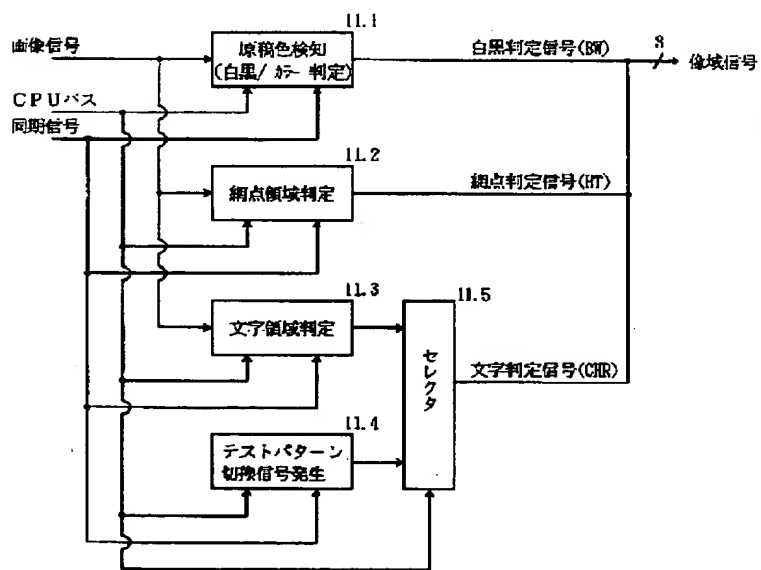 11.1
画像信号
原稿色検知
(白黒/ カラー 判定)
白黒判定信号(BW)
3
像域信号
CPUバス
同期信号
11.2
網点領域判定
網点判定信号(HT)
11.3
11.5
文字領域判定
セレクタ
文字判定信号(CHR)
11.4
テストパターン
切換信号発生